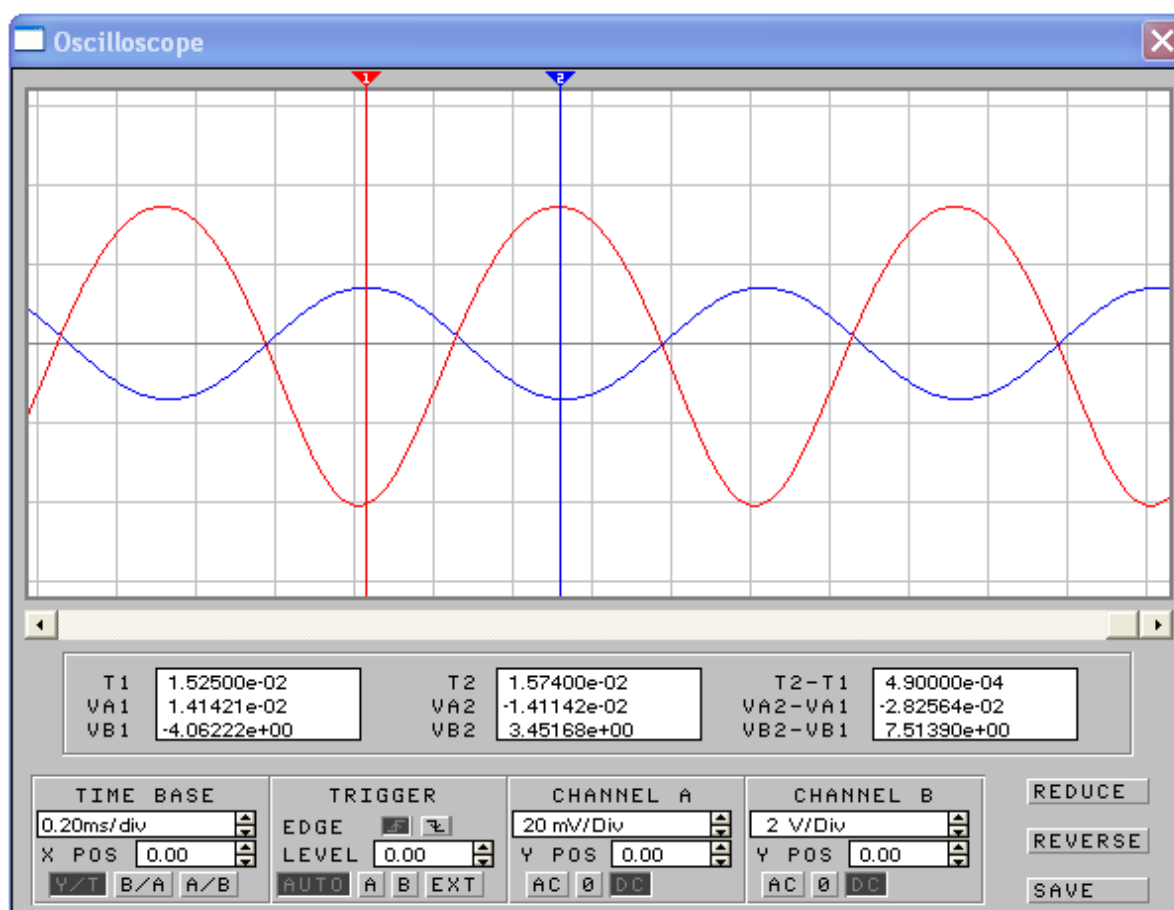 Oscilloscope
1 2
T1 1.52500e-02 T2 1.57400e-02 T2-T1 4.90000e-04
VA1 1.41421e-02 VA2 -1.41142e-02 VA2-VA1 -2.82564e-02
VB1 -4.06222e+00 VB2 3.45168e+00 VB2-VB1 7.51390e+00
TIME BASE TRIGGER CHANNEL A CHANNEL B REDUCE
0.20ms/div EDGE 20 mV/Div 2 V/Div
X POS 0.00 LEVEL 0.00 Y POS 0.00 Y POS 0.00 REVERSE
Y/T B/A A/B AUTO A B EXT AC 0 DC AC 0 DC SAVE